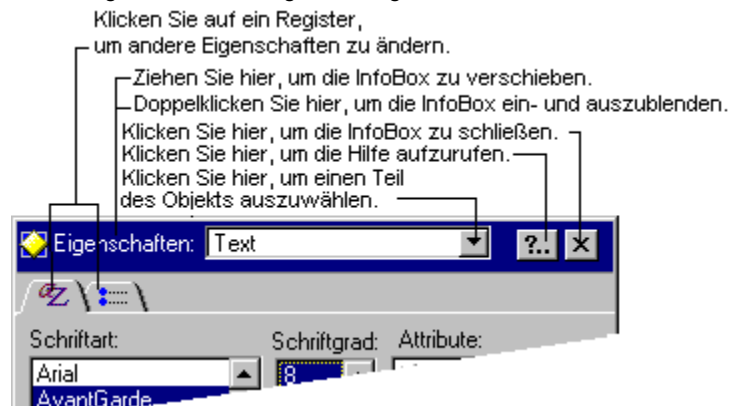 Klicken Sie auf ein Register,
um andere Eigenschaften zu ändern.
Ziehen Sie hier, um die InfoBox zu verschieben.
Doppelklicken Sie hier, um die InfoBox ein- und auszublenden.
Klicken Sie hier, um die InfoBox zu schließen.
Klicken Sie hier, um die Hilfe aufzurufen.
Klicken Sie hier, um einen Teil
des Objekts auszuwählen.
Eigenschaften: Text ?..
Schriftart: Schriftgrad: Attribute:
Arial 8
AvantGarde